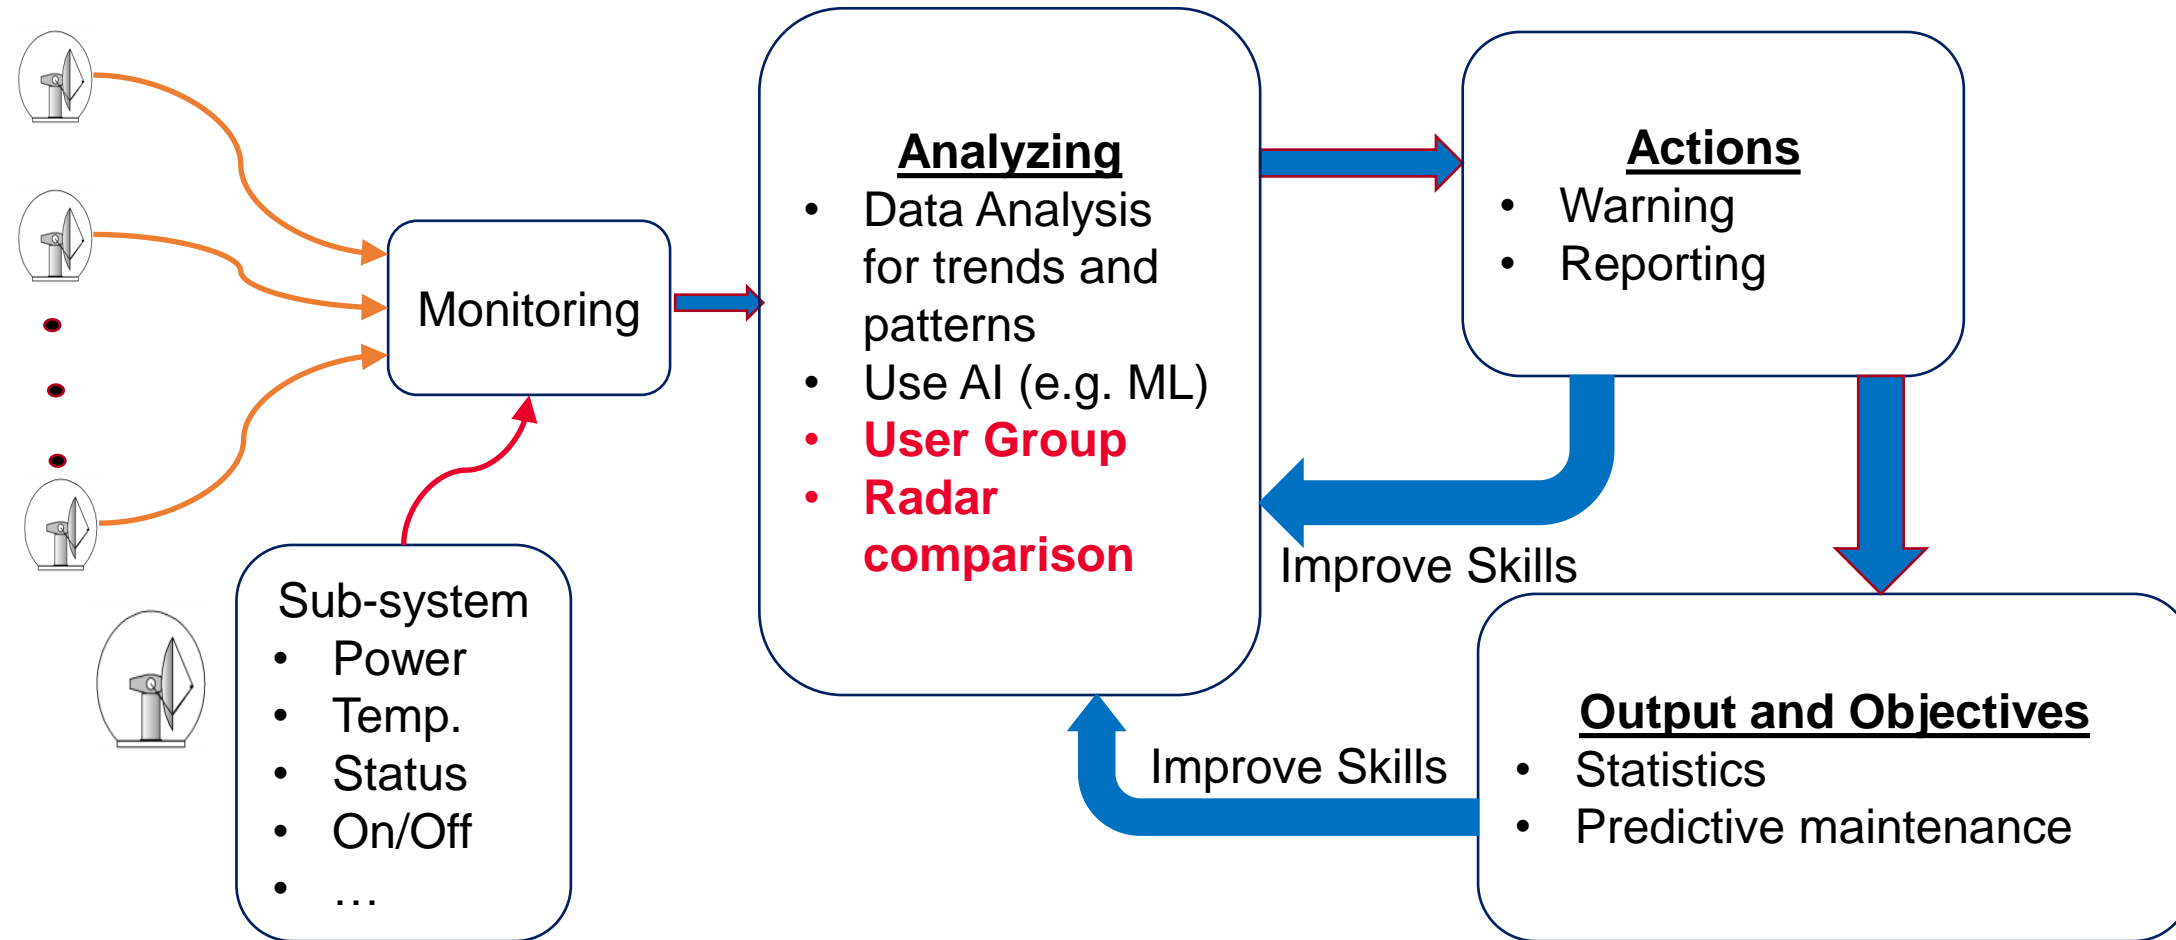 Monitoring
Sub-system
• Power
• Temp.
• Status
• On/Off
• …
Analyzing
• Data Analysis
for trends and
patterns
• Use AI (e.g. ML)
• User Group
• Radar
comparison
Actions
• Warning
• Reporting
Improve Skills
Improve Skills
Output and Objectives
• Statistics
• Predictive maintenance